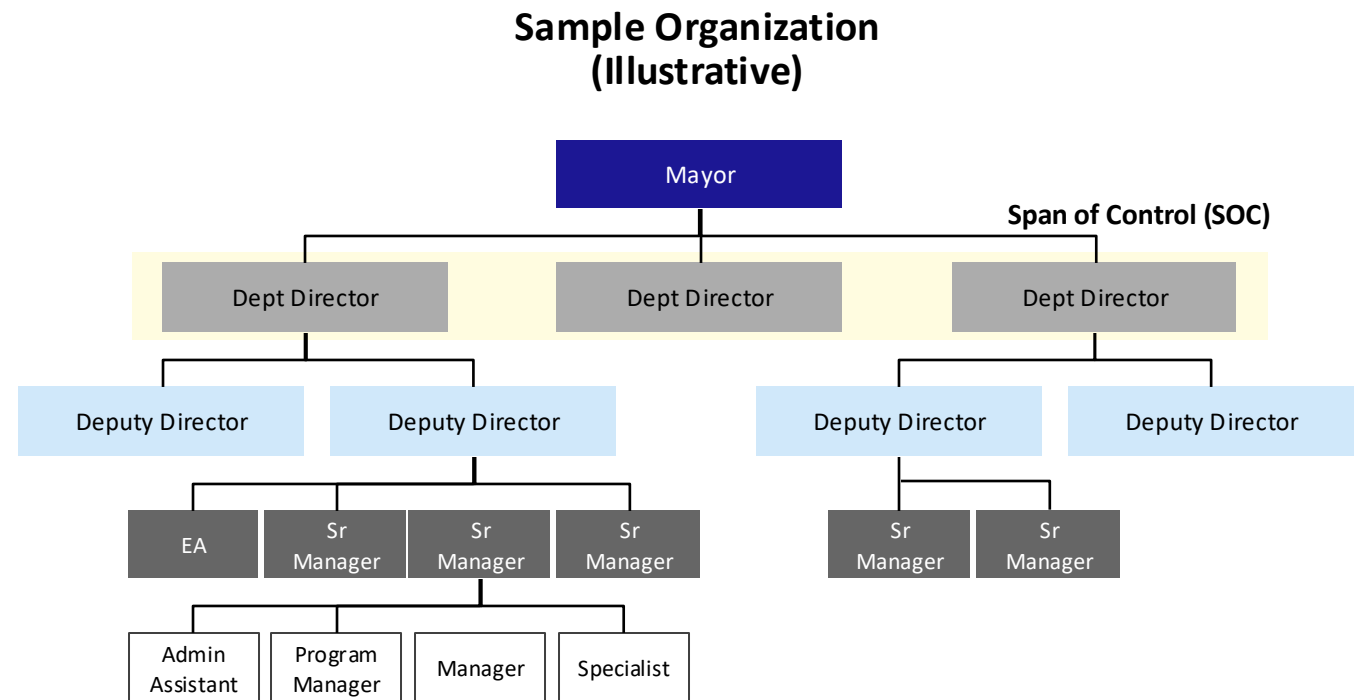 Sample Organization
(Illustrative)
Mayor
Span of Control (SOC)
Dept Director
Dept Director
Dept Director
Deputy Director
Deputy Director
Deputy Director
Deputy Director
EA
Sr
Manager
Sr
Manager
Sr
Manager
Sr
Manager
Sr
Manager
Admin
Assistant
Program
Manager
Manager
Specialist